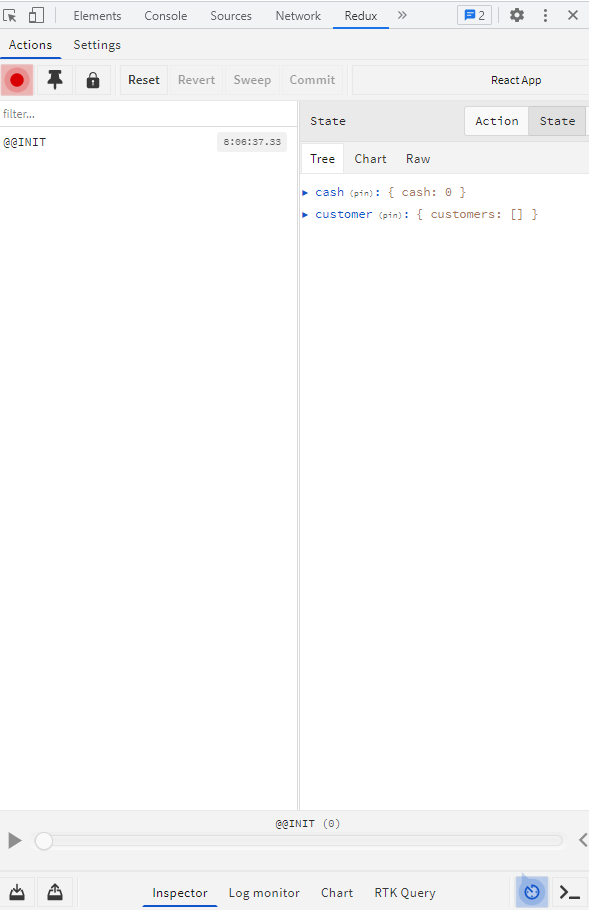 Elements Console Sources Network Redux » 2
Actions Settings
Reset Revert Sweep Commit React App
filter... State Action State
@@INIT 8:06:37.33
Tree Chart Raw
cash (pin): { cash: 0 }
customer (pin): { customers: [] }
@@INIT (0)
Inspector Log monitor Chart RTK Query